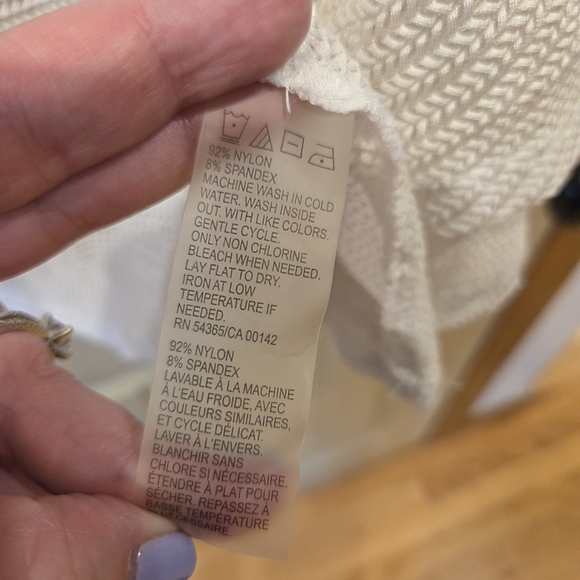 92% NYLON
8% SPANDEX
MACHINE WASH IN COLD
WATER. WASH INSIDE
OUT. WITH LIKE COLORS.
GENTLE CYCLE.
ONLY NON CHLORINE
BLEACH WHEN NEEDED.
LAY FLAT TO DRY.
IRON AT LOW
TEMPERATURE IF
NEEDED.
RN 54365/CA 00142
92% NYLON
8% SPANDEX
LAVABLE À LA MACHINE
À L'EAU FROIDE, AVEC
COULEURS SIMILAIRES,
ET CYCLE DÉLICAT.
LAVER À L'ENVERS.
BLANCHIR SANS
CHLORE SI NÉCESSAIRE.
ÉTENDRE À PLAT POUR
SÉCHER. REPASSEZ À
BASSE TEMPÉRATURE
SI NÉCESSAIRE.